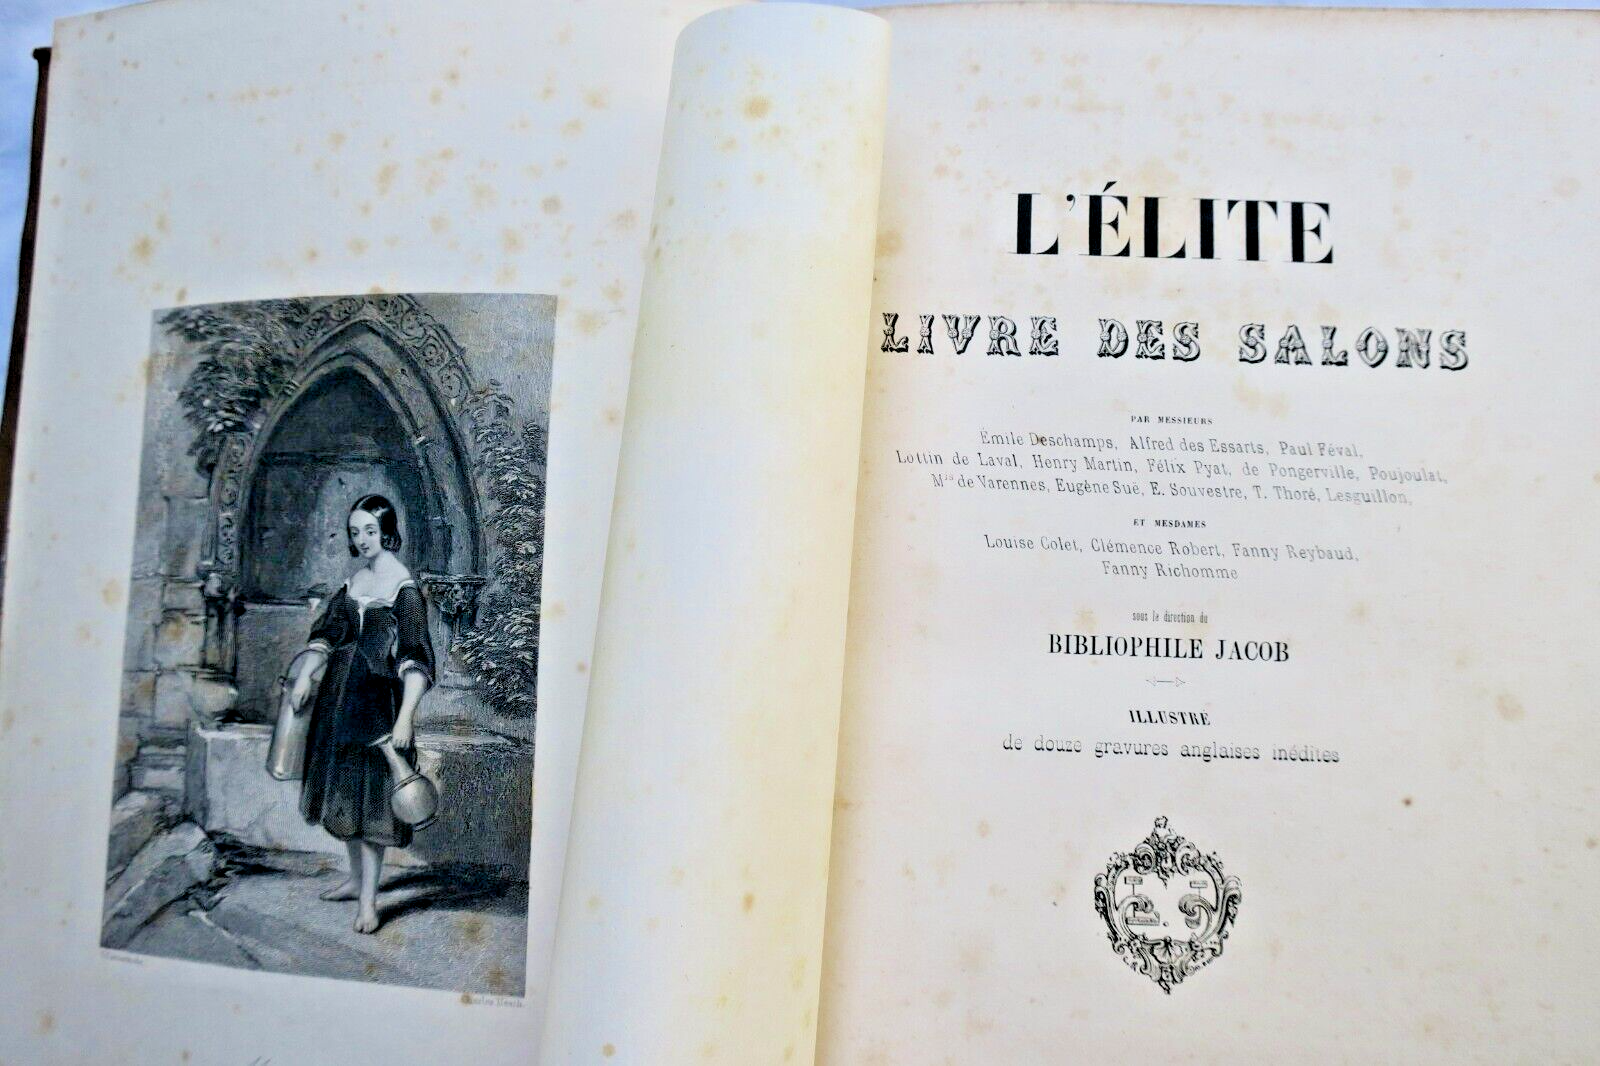 L'ÉLITE
LIVRE DES SALONS
PAR MESSIEURS
Émile Deschamps, Alfred des Essarts, Paul Féval,
Lottin de Laval, Henry Martin, Félix Pyat, de Pongerville, Poujoulat,
Mis de Varennes, Eugène Sue, E. Souvestre, T. Thoré, Lesguillon,
ET MESDAMES
Louise Colet, Clémence Robert, Fanny Reybaud,
Fanny Richomme
sous la direction du
BIBLIOPHILE JACOB
ILLUSTRÉ
de douze gravures anglaises inédites